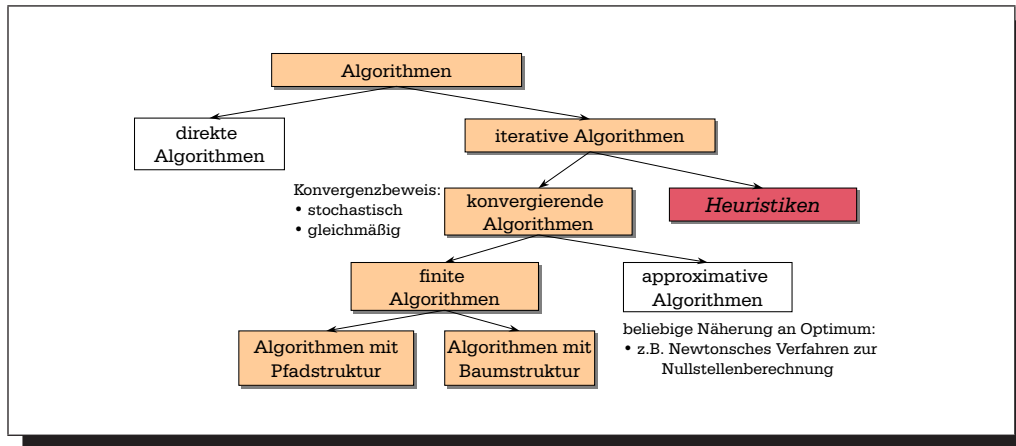 Algorithmen
direkte
Algorithmen
iterative Algorithmen
Konvergenzbeweis:
• stochastisch
• gleichmäßig
konvergierende
Algorithmen
Heuristiken
finite
Algorithmen
approximative
Algorithmen
beliebige Näherung an Optimum:
• z.B. Newtonsches Verfahren zur
Nullstellenberechnung
Algorithmen mit
Pfadstruktur
Algorithmen mit
Baumstruktur